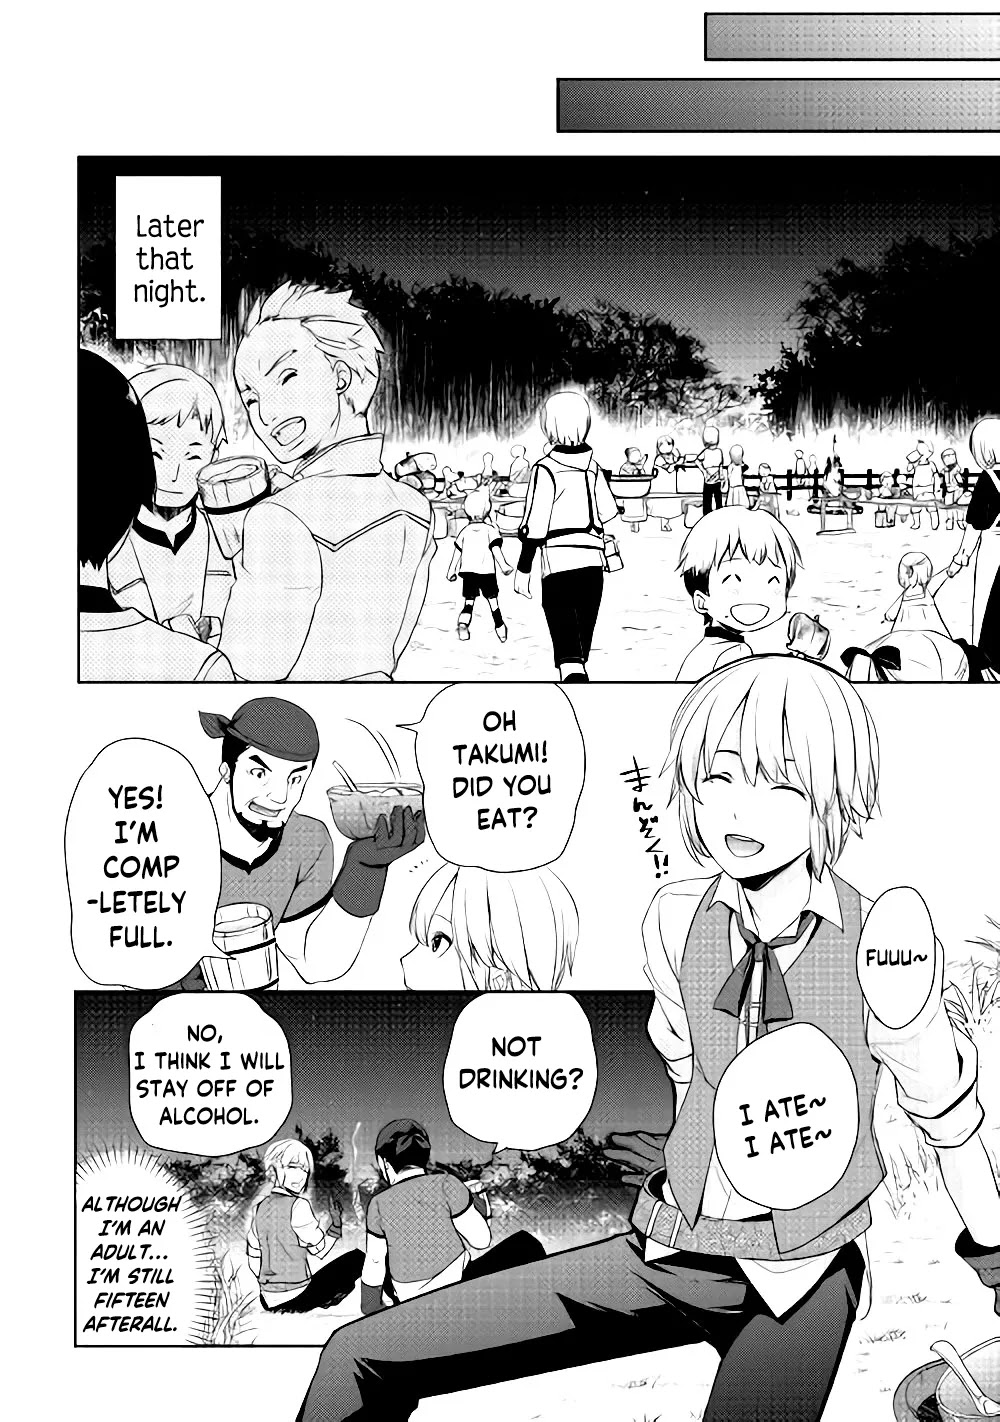 Later
that
night.
FUUU~
I ATE~
I ATE~
まんぞく!!
OH
TAKUMI!
DID YOU
EAT?
YES!
I'M
COMP
-LETELY
FULL.
NOT
DRINKING?
NO,
I THINK I WILL
STAY OFF OF
ALCOHOL.
ALTHOUGH
I'M AN
ADULT...
I'M STILL
FIFTEEN
AFTERALL.